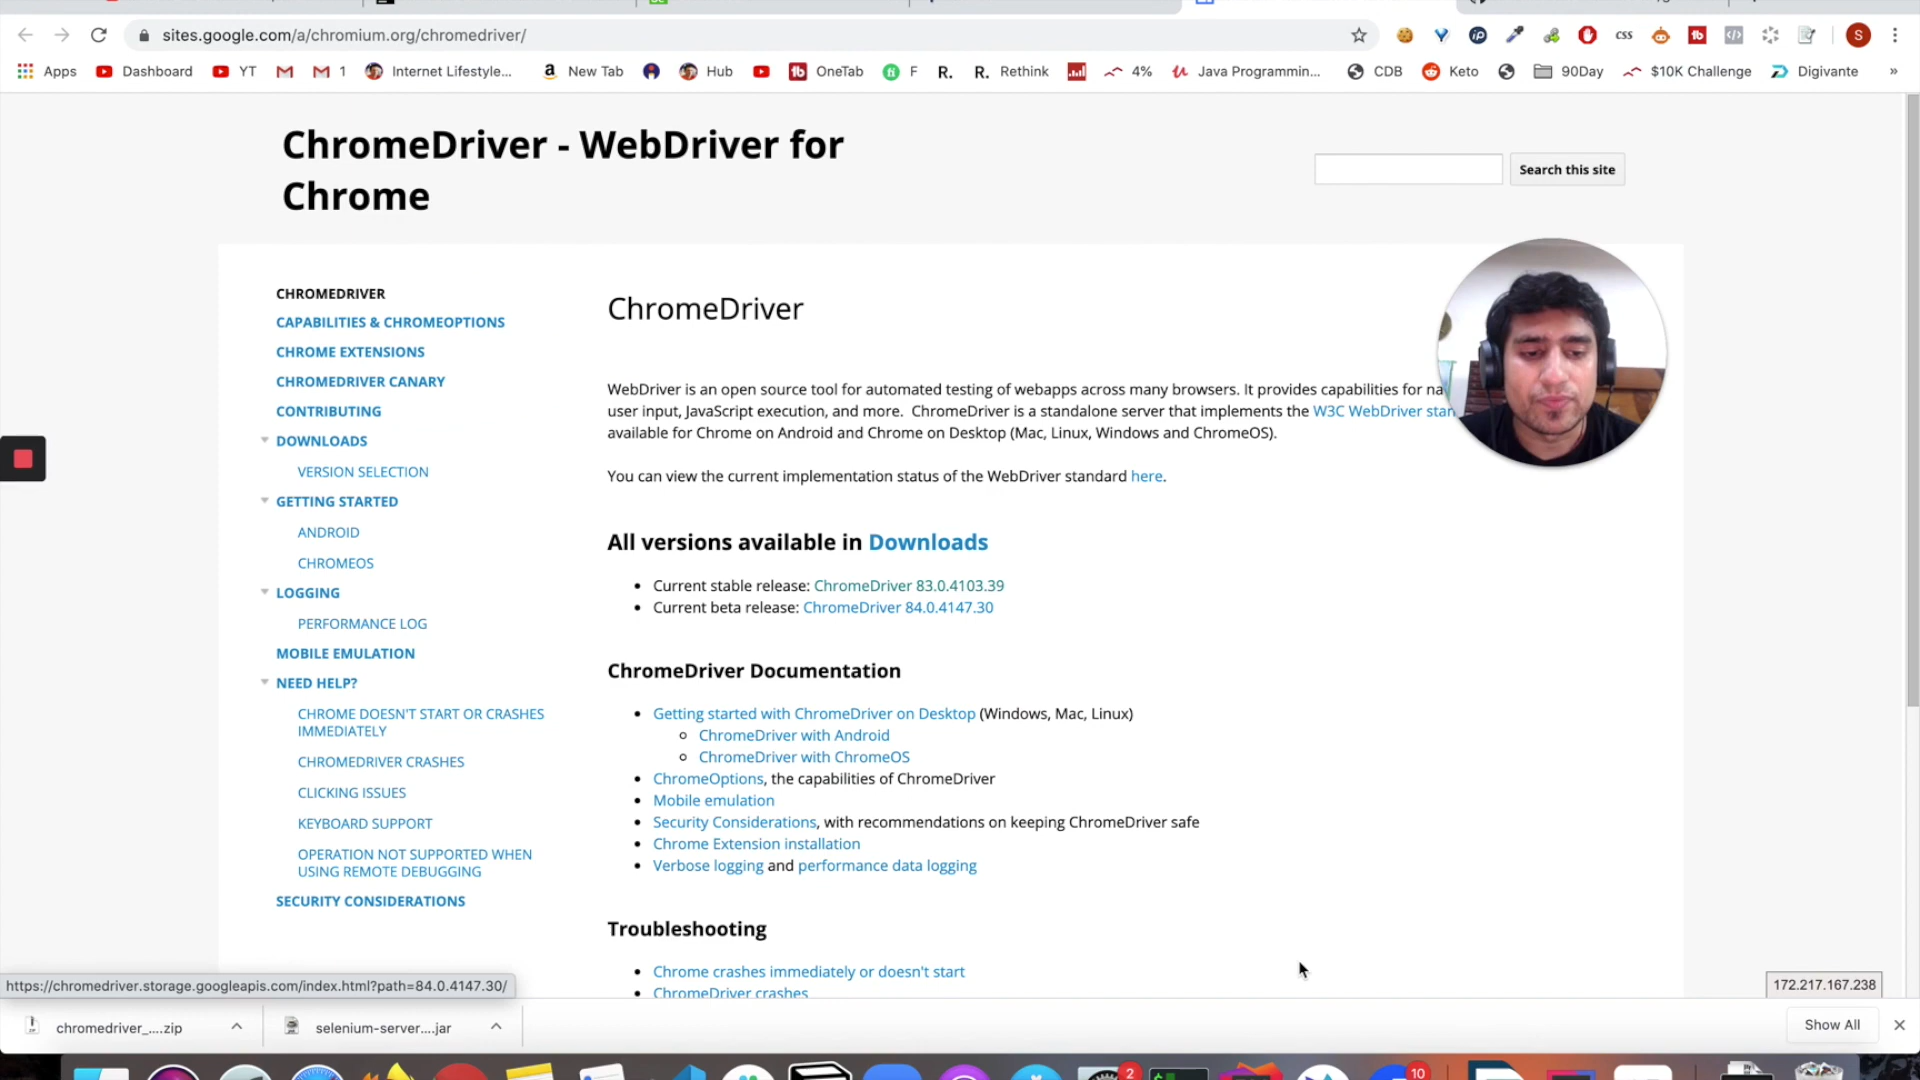 sites.google.com/a/chromium.org/chromedriver/
CSS
S
Apps
Dashboard
YT
1
Internet Lifestyle...
New Tab
Hub
OneTab
F
R.
R. Rethink
4%
Java Programmin...
CDB
Keto
90Day
$10K Challenge
Digivante
»
ChromeDriver - WebDriver for
Chrome
Search this site
CHROMEDRIVER
CAPABILITIES & CHROMEOPTIONS
CHROME EXTENSIONS
CHROMEDRIVER CANARY
CONTRIBUTING
DOWNLOADS
VERSION SELECTION
GETTING STARTED
ANDROID
CHROMEOS
LOGGING
PERFORMANCE LOG
MOBILE EMULATION
NEED HELP?
CHROME DOESN'T START OR CRASHES
IMMEDIATELY
CHROMEDRIVER CRASHES
CLICKING ISSUES
KEYBOARD SUPPORT
OPERATION NOT SUPPORTED WHEN
USING REMOTE DEBUGGING
SECURITY CONSIDERATIONS
ChromeDriver
WebDriver is an open source tool for automated testing of webapps across many browsers. It provides capabilities for na
user input, JavaScript execution, and more. ChromeDriver is a standalone server that implements the W3C WebDriver stan
available for Chrome on Android and Chrome on Desktop (Mac, Linux, Windows and ChromeOS).
You can view the current implementation status of the WebDriver standard here.
All versions available in Downloads
• Current stable release: ChromeDriver 83.0.4103.39
• Current beta release: ChromeDriver 84.0.4147.30
ChromeDriver Documentation
• Getting started with ChromeDriver on Desktop (Windows, Mac, Linux)
ChromeDriver with Android
ChromeDriver with ChromeOS
• ChromeOptions, the capabilities of ChromeDriver
• Mobile emulation
• Security Considerations, with recommendations on keeping ChromeDriver safe
• Chrome Extension installation
• Verbose logging and performance data logging
Troubleshooting
• Chrome crashes immediately or doesn't start
• ChromeDriver crashes
https://chromedriver.storage.googleapis.com/index.html?path=84.0.4147.30/
172.217.167.238
chromedriver_....zip
selenium-server....jar
Show All
2
10